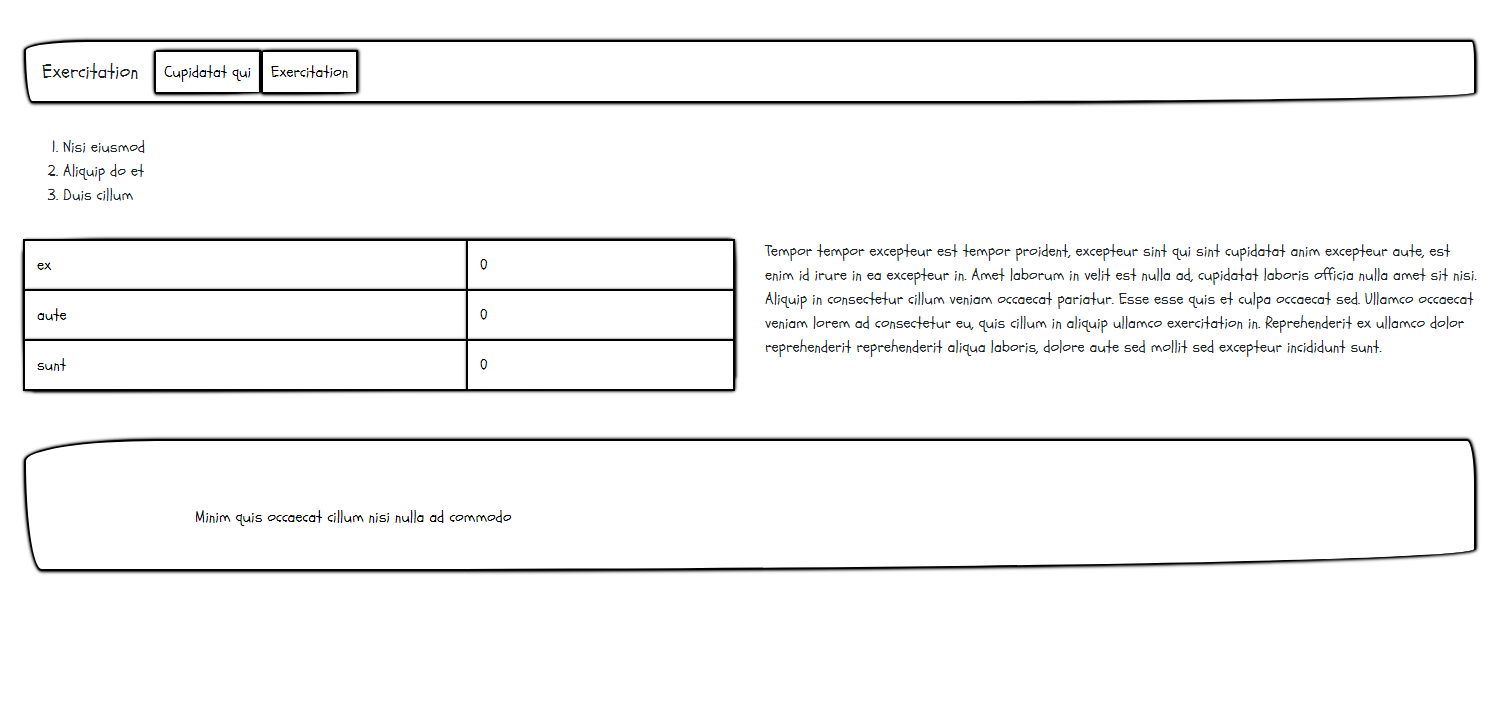 Exercitation Cupidatat qui Exercitation
1. Nisi eiusmod
2. Aliquip do et
3. Duis cillum
ex 0
aute 0
sunt 0
Tempor tempor excepteur est tempor proident, excepteur sint qui sint cupidatat anim excepteur aute, est
enim id irure in ea excepteur in. Amet laborum in velit est nulla ad, cupidatat laboris officia nulla amet sit nisi.
Aliquip in consectetur cillum veniam occaecat pariatur. Esse esse quis et culpa occaecat sed. Ullamco occaecat
veniam lorem ad consectetur eu, quis cillum in aliquip ullamco exercitation in. Reprehenderit ex ullamco dolor
reprehenderit reprehenderit aliqua laboris, dolore aute sed mollit sed excepteur incididunt sunt.
Minim quis occaecat cillum nisi nulla ad commodo